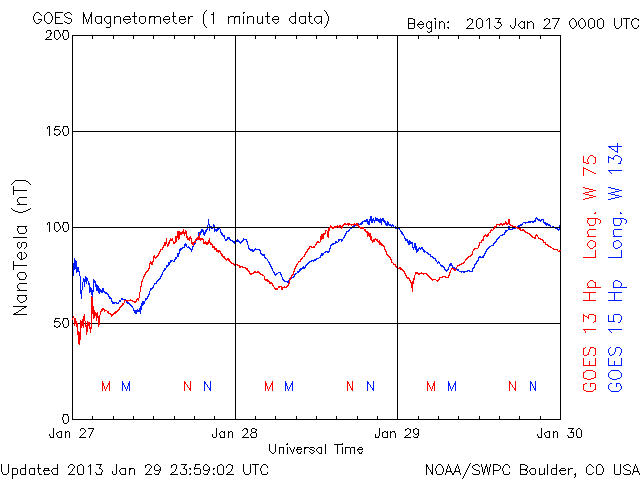 GOES Magnetometer (1 minute data)
Begin: 2013 Jan 27 0000 UTC
200
150
100
50
0
NanoTesla (nT)
M M N N M M N N M M N N
Jan 27 Jan 28 Jan 29 Jan 30
Universal Time
GOES 13 Hp Long. W 75
GOES 15 Hp Long. W 134
Updated 2013 Jan 29 23:59:02 UTC
NOAA/SWPC Boulder, CO USA